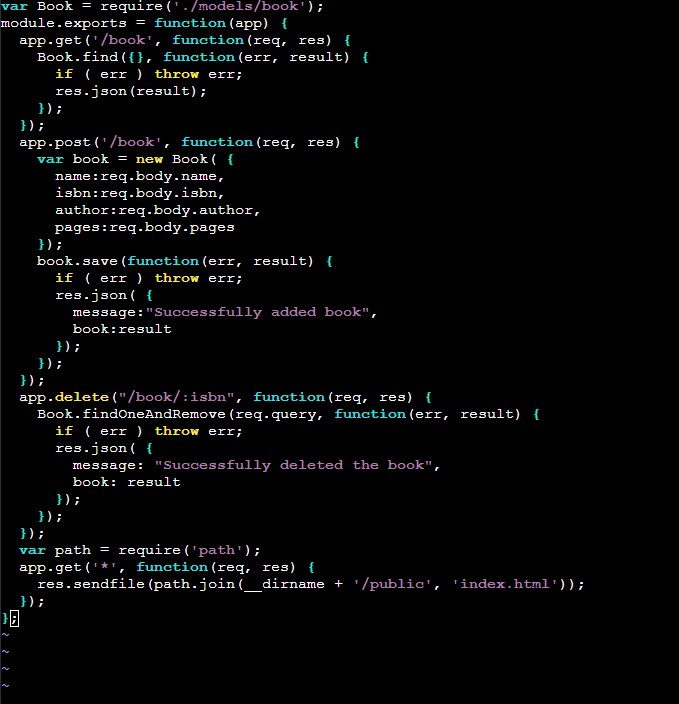 var Book = require('./models/book');
module.exports = function(app) {
  app.get('/book', function(req, res) {
    Book.find({}, function(err, result) {
      if ( err ) throw err;
      res.json(result);
    });
  });
  app.post('/book', function(req, res) {
    var book = new Book( {
      name:req.body.name,
      isbn:req.body.isbn,
      author:req.body.author,
      pages:req.body.pages
    });
    book.save(function(err, result) {
      if ( err ) throw err;
      res.json( {
        message:"Successfully added book",
        book:result
      });
    });
  });
  app.delete("/book/:isbn", function(req, res) {
    Book.findOneAndRemove(req.query, function(err, result) {
      if ( err ) throw err;
      res.json( {
        message: "Successfully deleted the book",
        book: result
      });
    });
  });
  var path = require('path');
  app.get('*', function(req, res) {
    res.sendfile(path.join(__dirname + '/public', 'index.html'));
  });
};
~
~
~
~